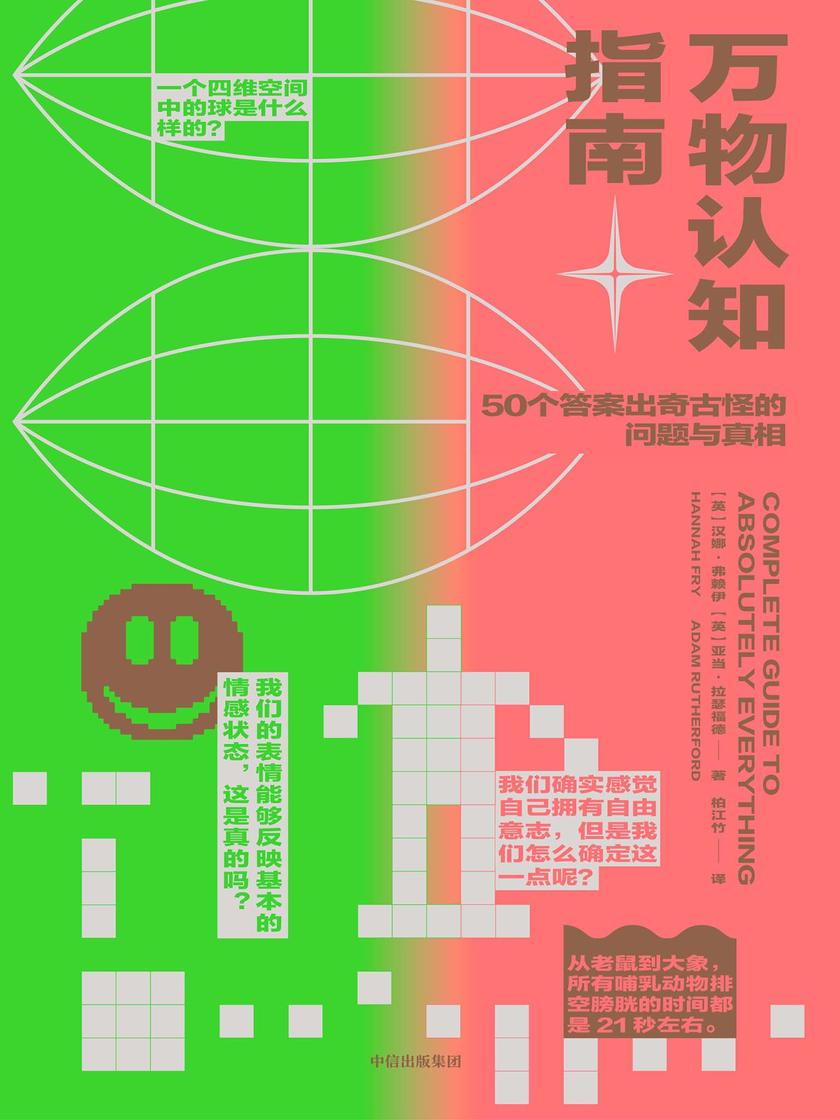 万物认知
指南
一个四维空间
中的球是什么
样的?
50个答案出奇古怪的
问题与真相
COMPLETE GUIDE TO
ABSOLUTELY EVERYTHING
[英]汉娜·弗赖伊 [英]亚当·拉瑟福德——著 柏江竹——译
HANNAH FRY ADAM RUTHERFORD
我们的表情能够反映基本的
情感状态，这是真的吗?
我们确实感觉
自己拥有自由
意志，但是我
们怎么确定这
一点呢?
从老鼠到大象，
所有哺乳动物排
空膀胱的时间都
是 21 秒左右。
中信出版集团